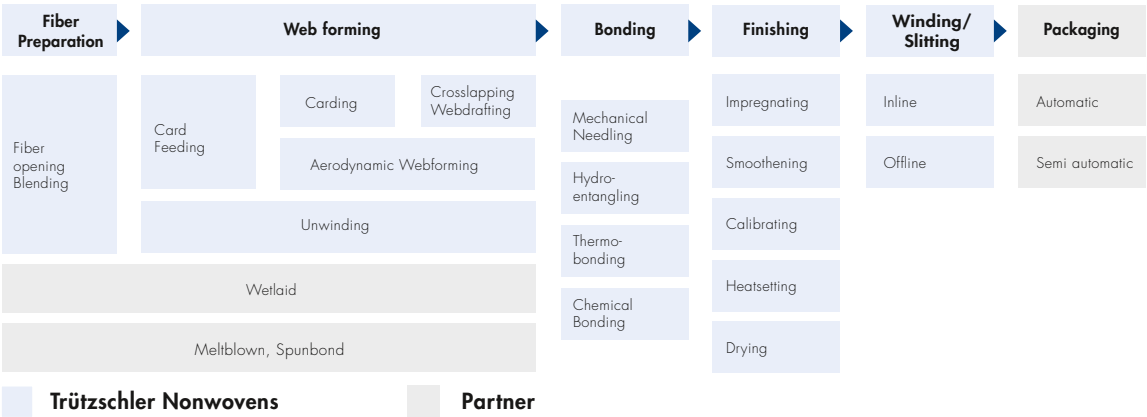 Fiber
Preparation
Web forming
Bonding
Finishing
Winding/
Slitting
Packaging
Fiber
opening
Blending
Card
Feeding
Carding
Crosslapping
Webdrafting
Aerodynamic Webforming
Unwinding
Wetlaid
Meltblown, Spunbond
Mechanical
Needling
Hydro-
entangling
Thermo-
bonding
Chemical
Bonding
Impregnating
Smoothening
Calibrating
Heatsetting
Drying
Inline
Offline
Automatic
Semi automatic
Trützschler Nonwovens
Partner